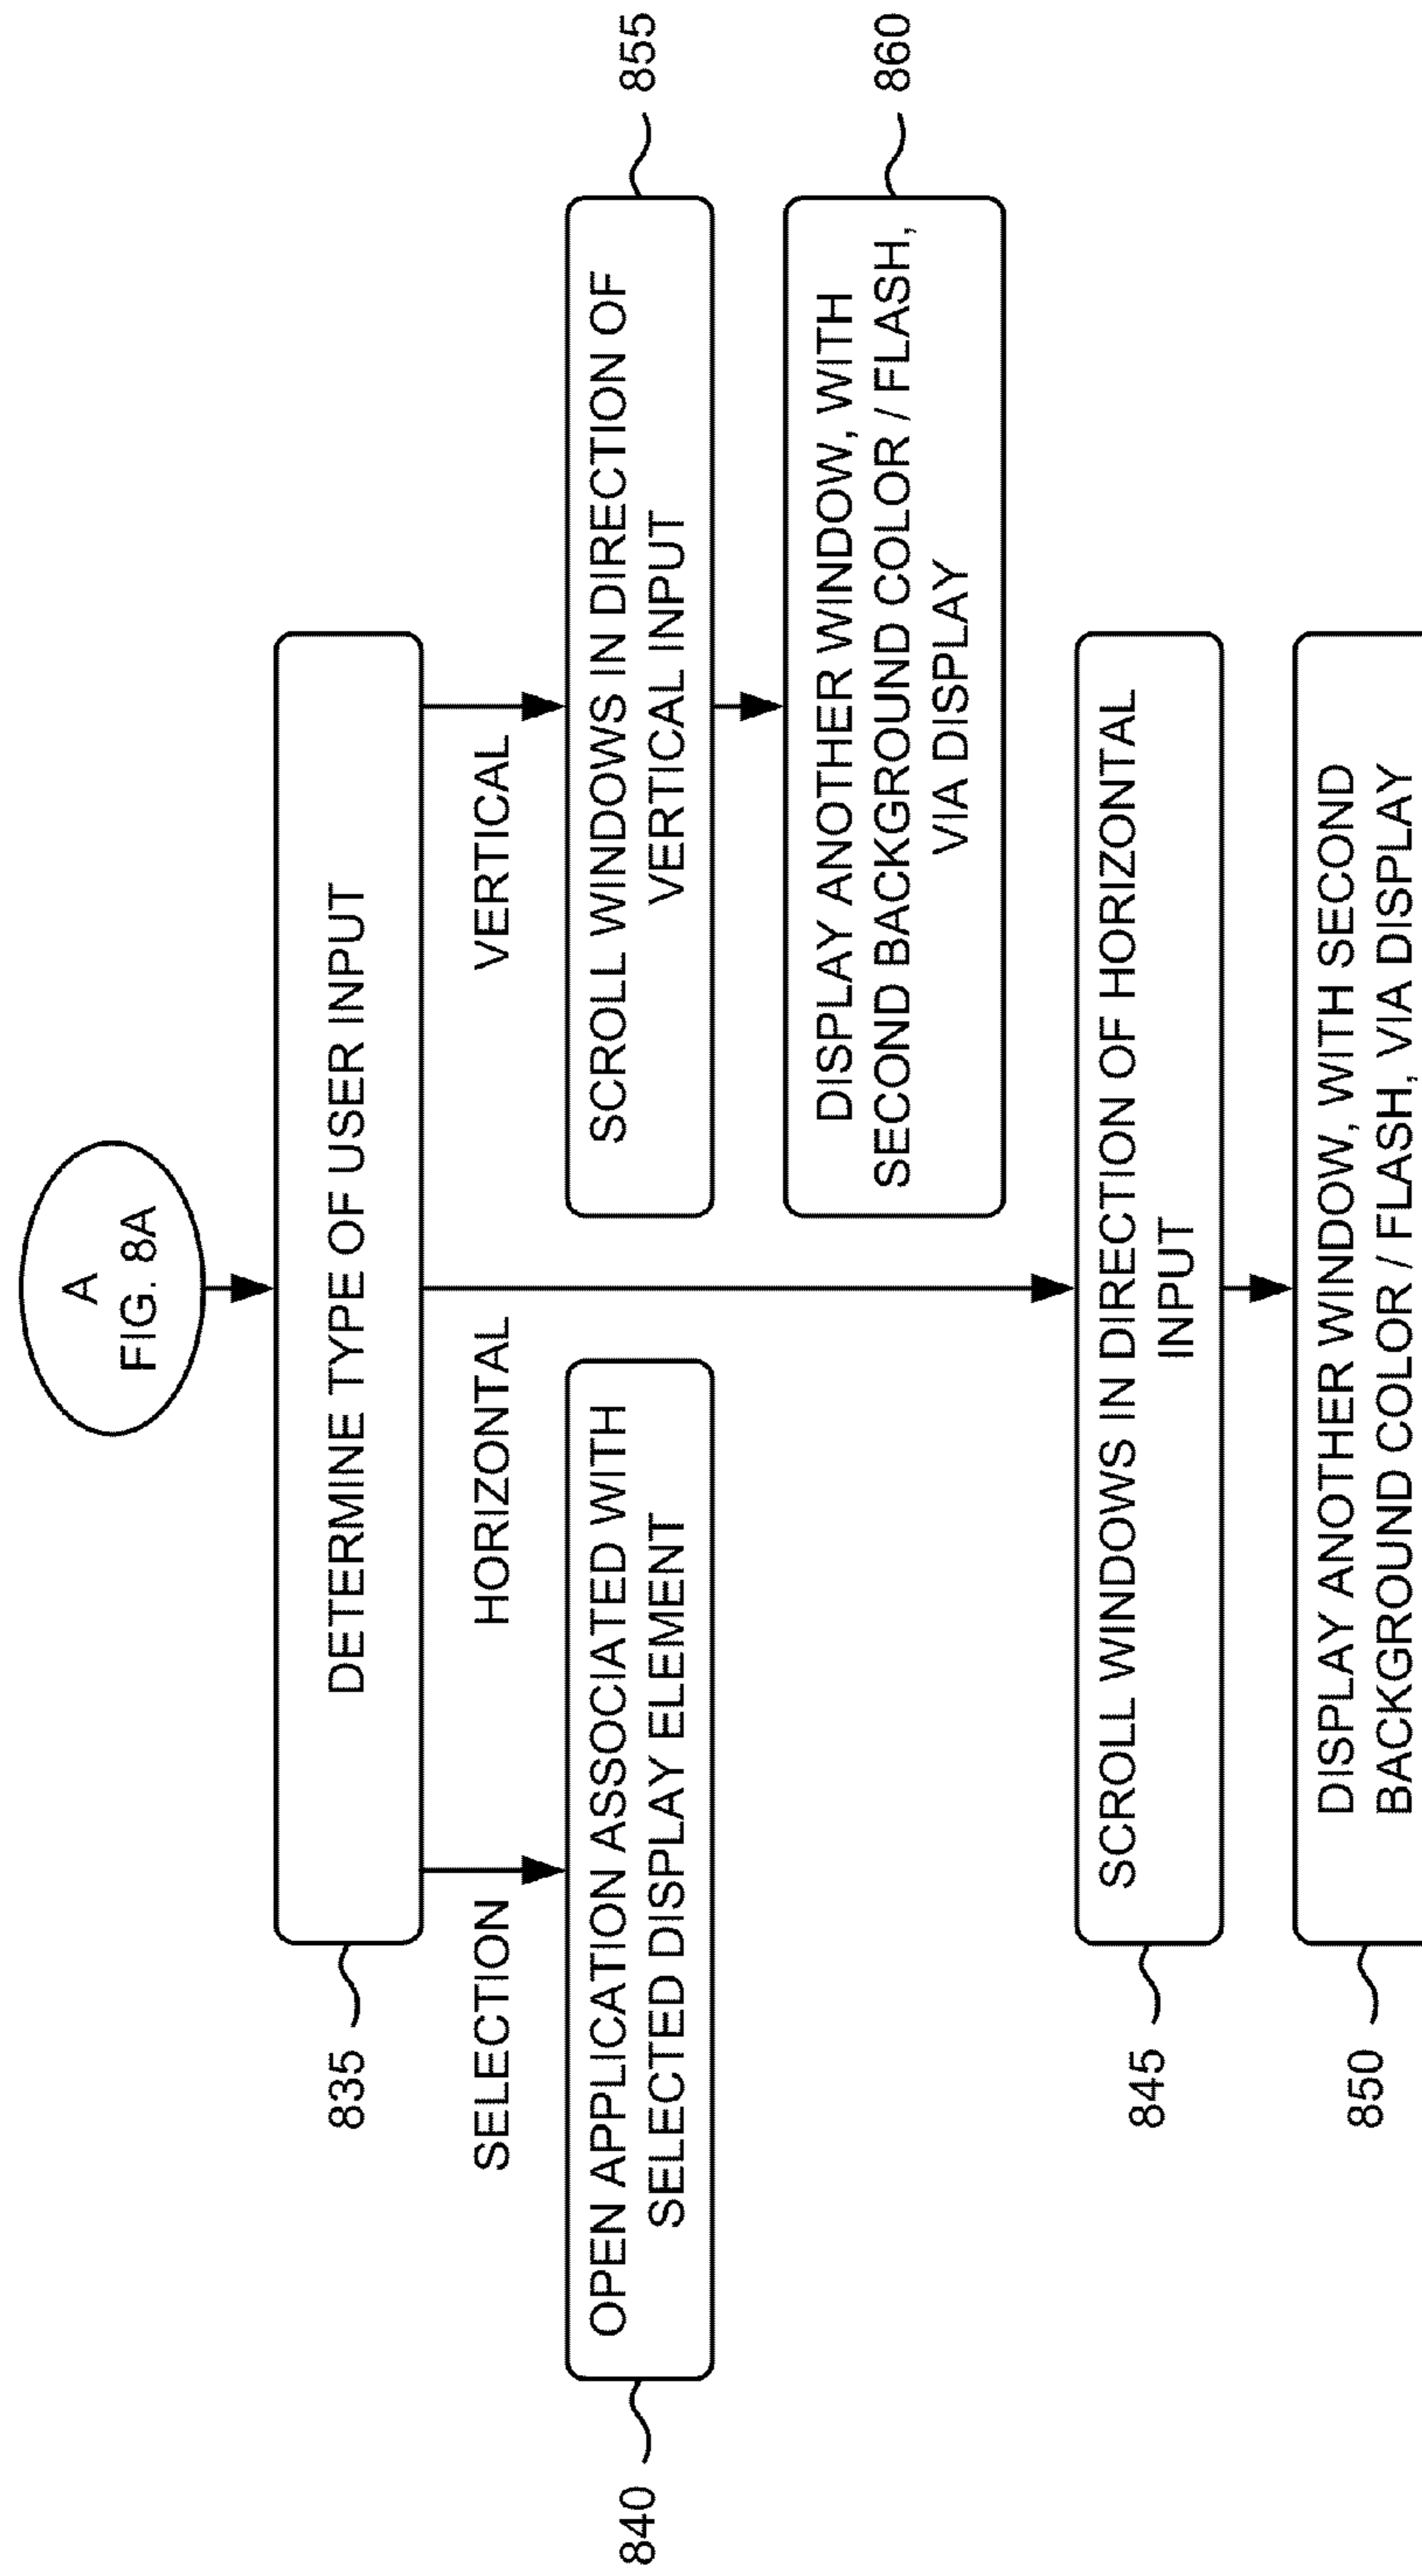 A
FIG. 8A
835
DETERMINE TYPE OF USER INPUT
SELECTION
HORIZONTAL
VERTICAL
840
OPEN APPLICATION ASSOCIATED WITH
SELECTED DISPLAY ELEMENT
SCROLL WINDOWS IN DIRECTION OF
VERTICAL INPUT
855
DISPLAY ANOTHER WINDOW, WITH
SECOND BACKGROUND COLOR / FLASH,
VIA DISPLAY
860
845
SCROLL WINDOWS IN DIRECTION OF HORIZONTAL
INPUT
850
DISPLAY ANOTHER WINDOW, WITH SECOND
BACKGROUND COLOR / FLASH, VIA DISPLAY